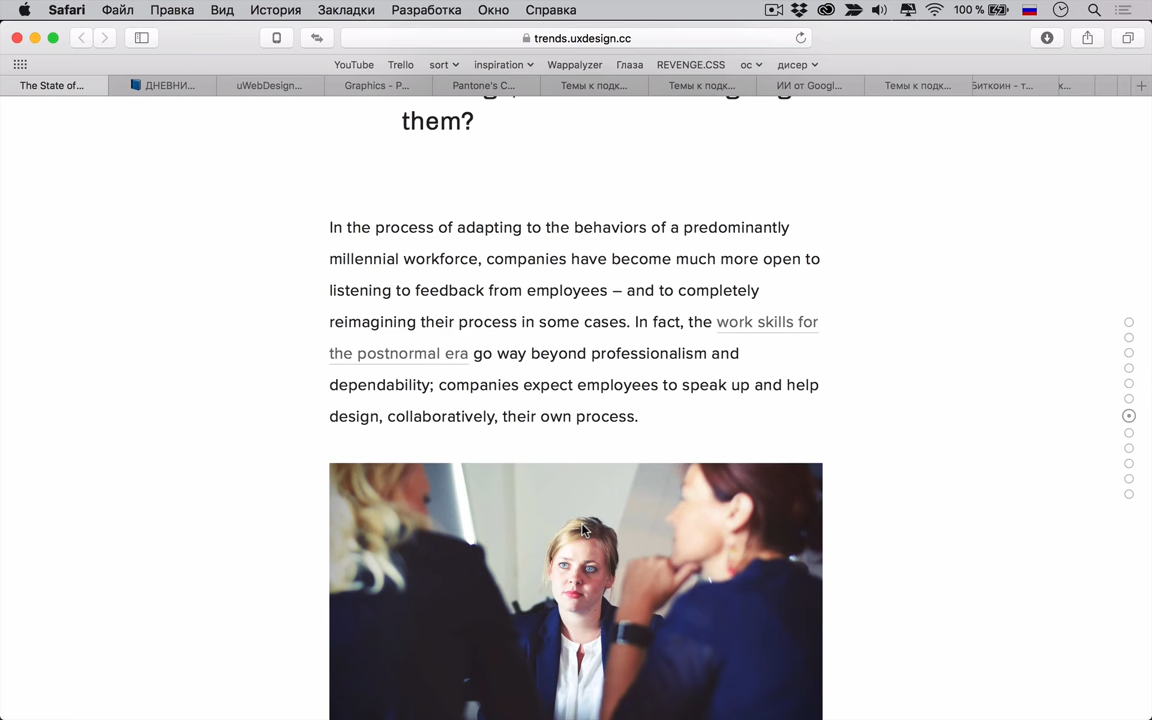 Safari Файл Правка Вид История Закладки Разработка Окно Справка 100 %
trends.uxdesign.cc
YouTube Trello sort inspiration Wappalyzer Глаза REVENGE.CSS ос дисер
The State of... ДНЕВНИ... uWebDesign... Graphics - P... Pantone's C... Темы к подк... Темы к подк... ИИ от Googl... Темы к подк... Биткоин - т... к...
them?
In the process of adapting to the behaviors of a predominantly
millennial workforce, companies have become much more open to
listening to feedback from employees – and to completely
reimagining their process in some cases. In fact, the work skills for
the postnormal era go way beyond professionalism and
dependability; companies expect employees to speak up and help
design, collaboratively, their own process.